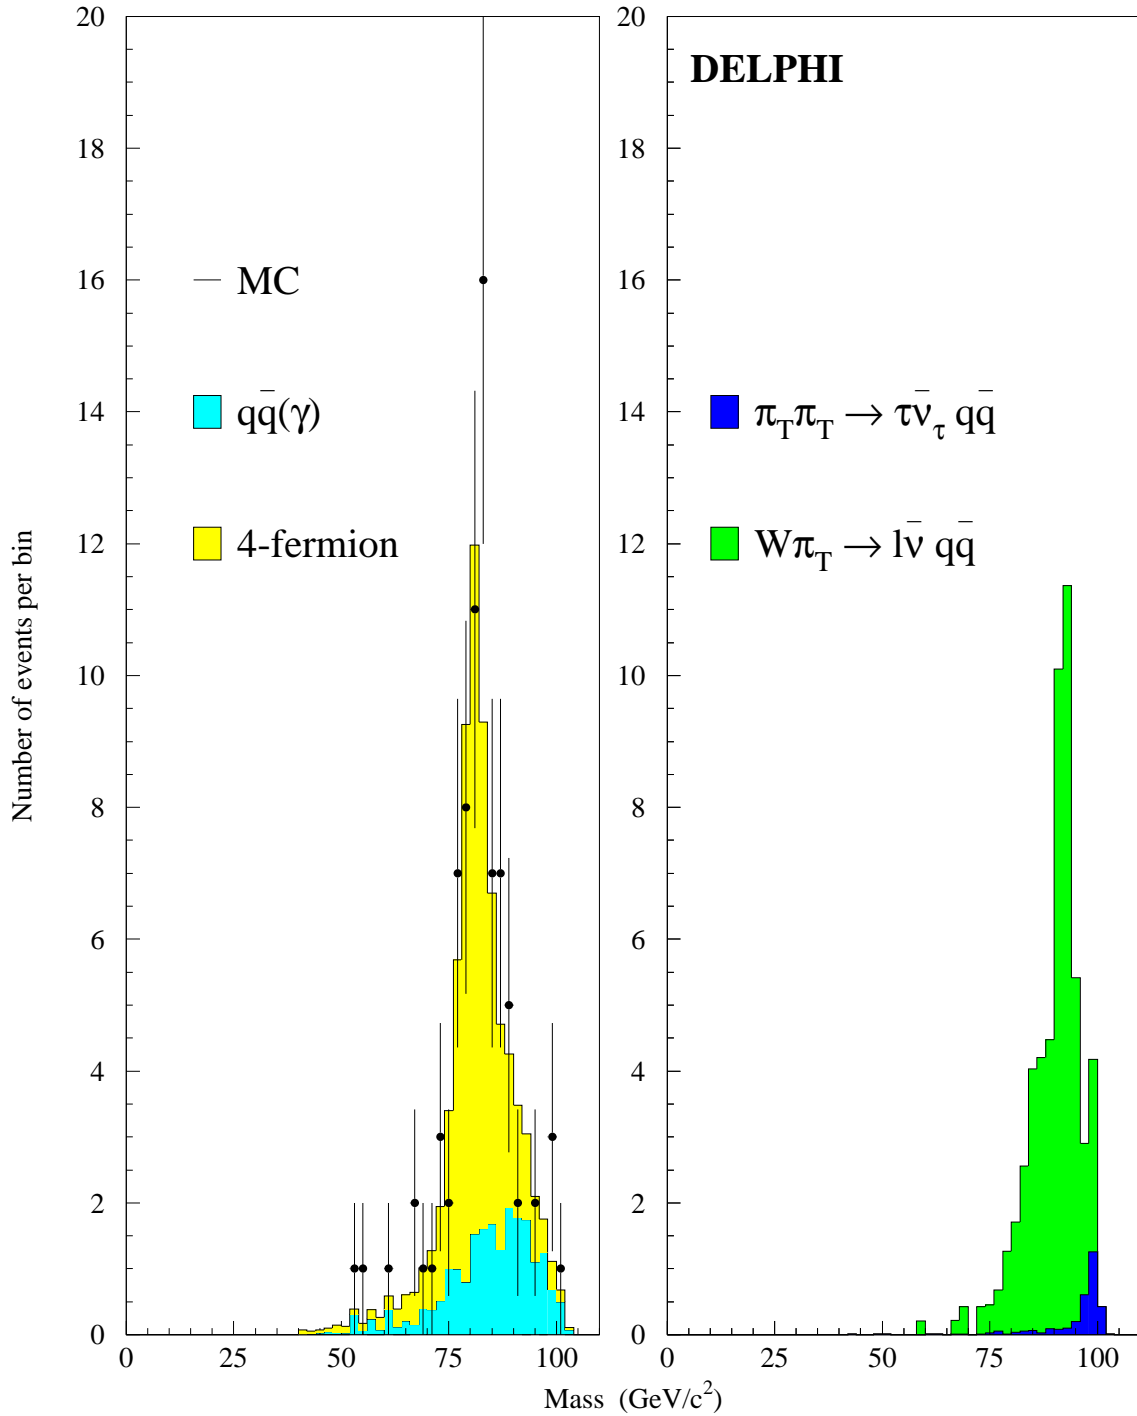 DELPHI
Number of events per bin
20
18
16
14
12
10
8
6
4
2
0
MC
qq̄(γ)
4-fermion
0 25 50 75 100
20
18
16
14
12
10
8
6
4
2
0
π_Tπ_T → τν̄_τ qq̄
Wπ_T → lν̄ qq̄
0 25 50 75 100
Mass (GeV/c²)